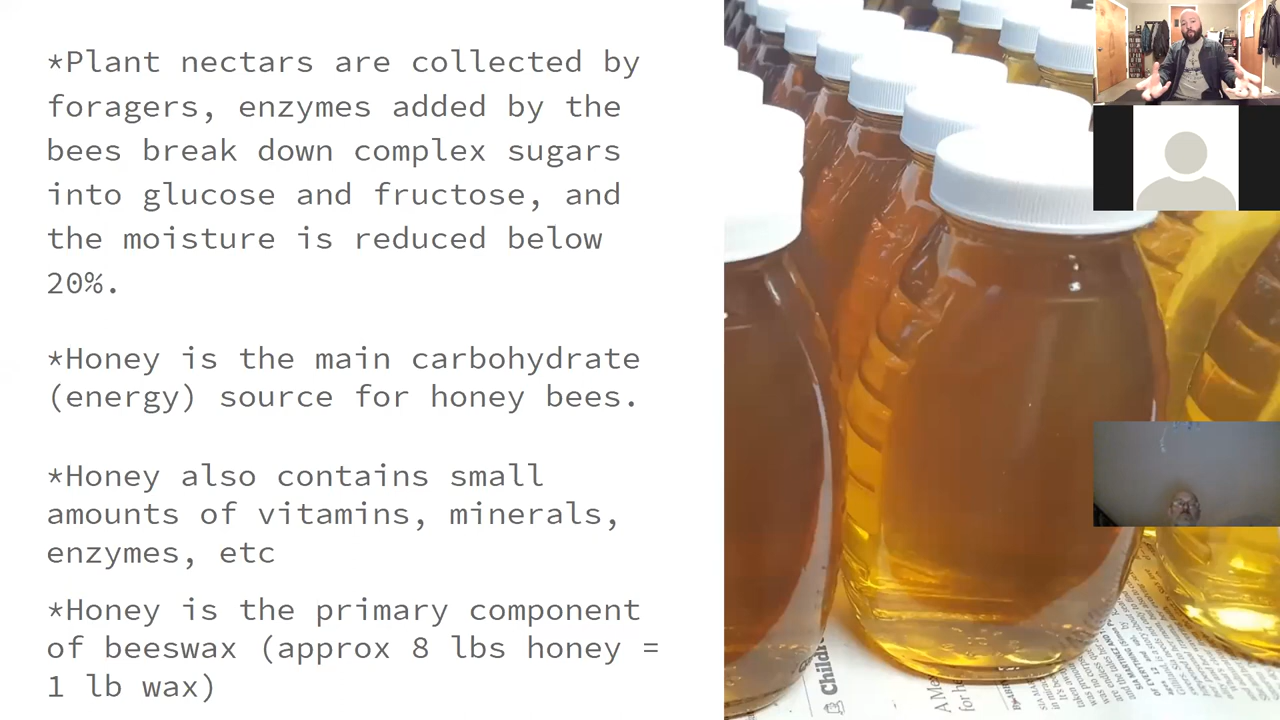 *Plant nectars are collected by
foragers, enzymes added by the
bees break down complex sugars
into glucose and fructose, and
the moisture is reduced below
20%.
*Honey is the main carbohydrate
(energy) source for honey bees.
*Honey also contains small
amounts of vitamins, minerals,
enzymes, etc
*Honey is the primary component
of beeswax (approx 8 lbs honey =
1 lb wax)